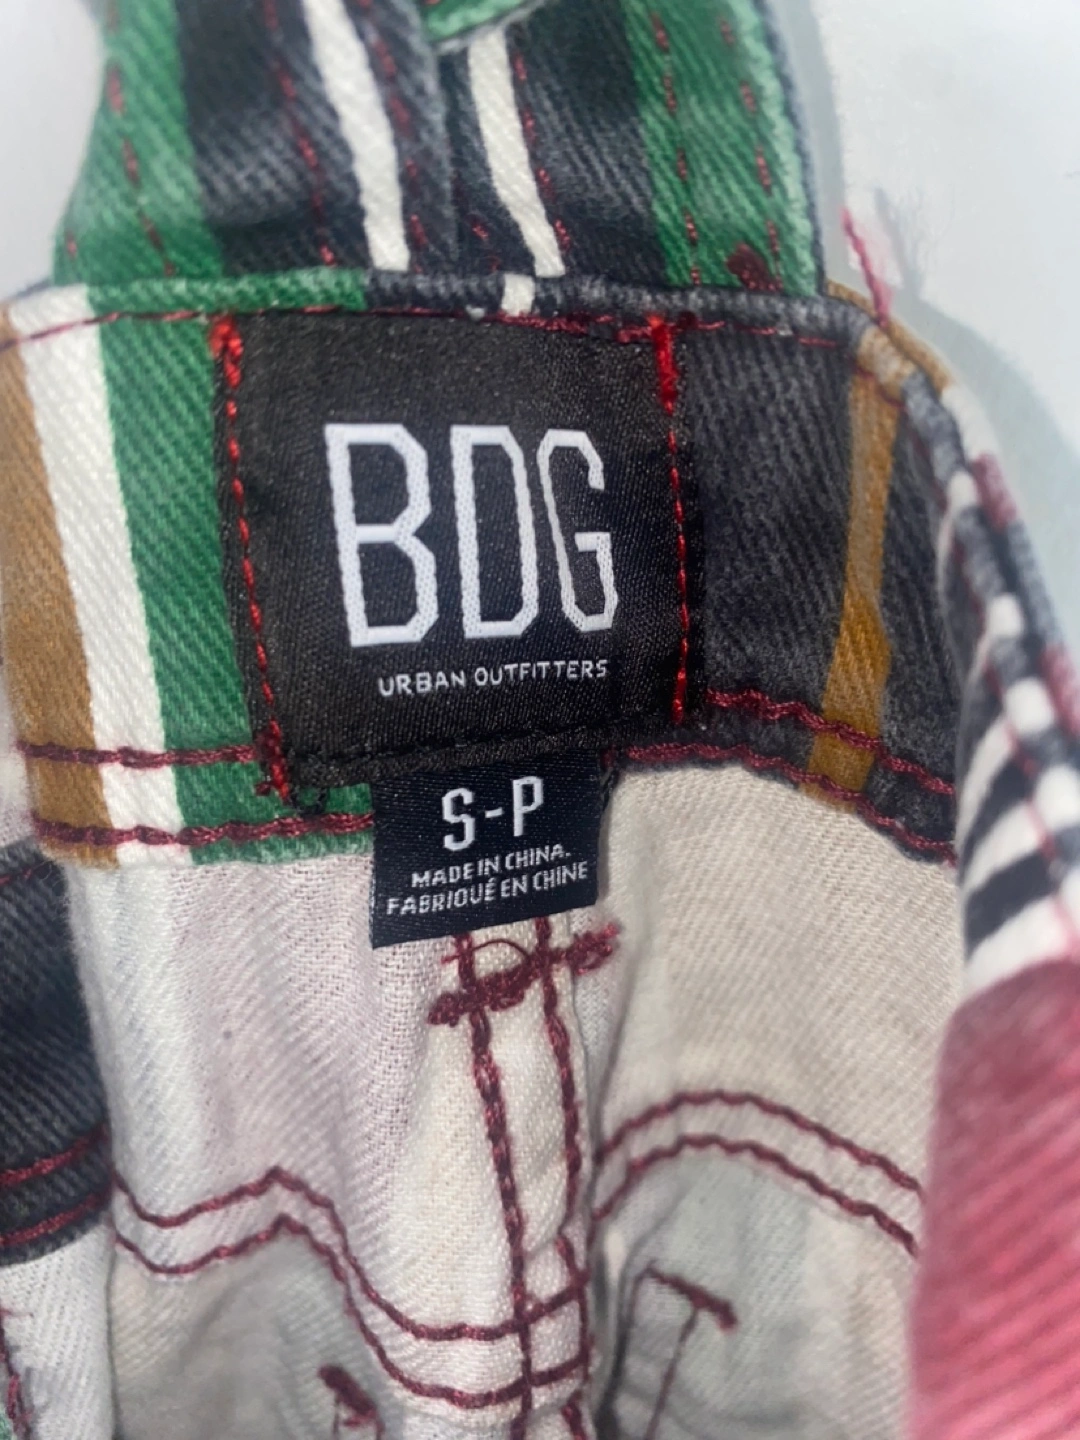 BDG
URBAN OUTFITTERS
S-P
MADE IN CHINA.
FABRIQUÉ EN CHINE